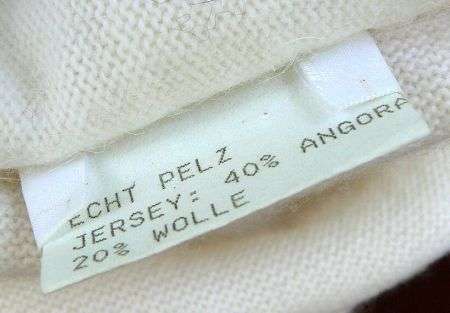 ECHT PELZ
JERSEY: 40% ANGORA
20% WOLLE